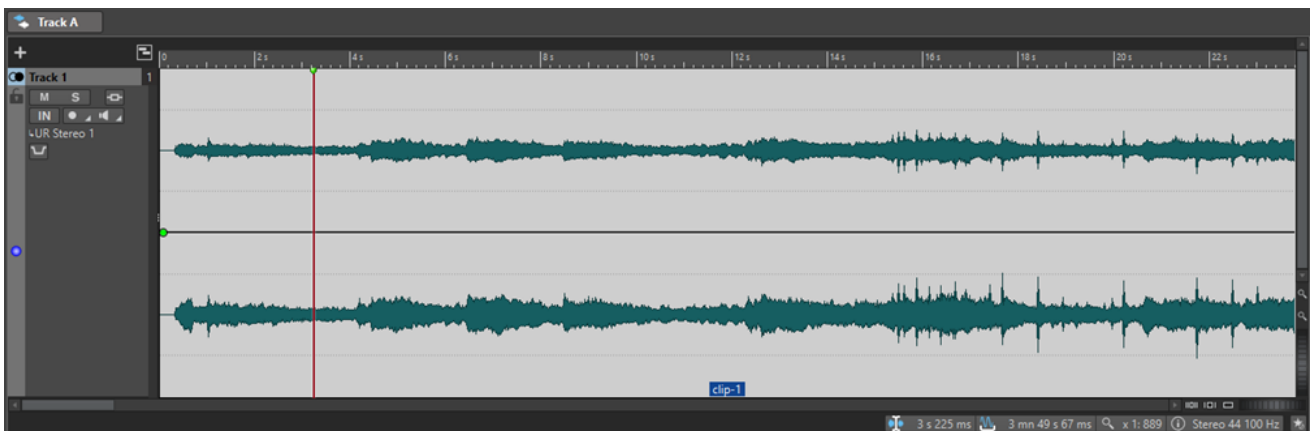 Track A
0 2 s 4 s 6 s 8 s 10 s 12 s 14 s 16 s 18 s 20 s 22 s
Track 1 1
M S
IN
UR Stereo 1
clip-1
3 s 225 ms 3 mn 49 s 67 ms x 1: 889 Stereo 44 100 Hz